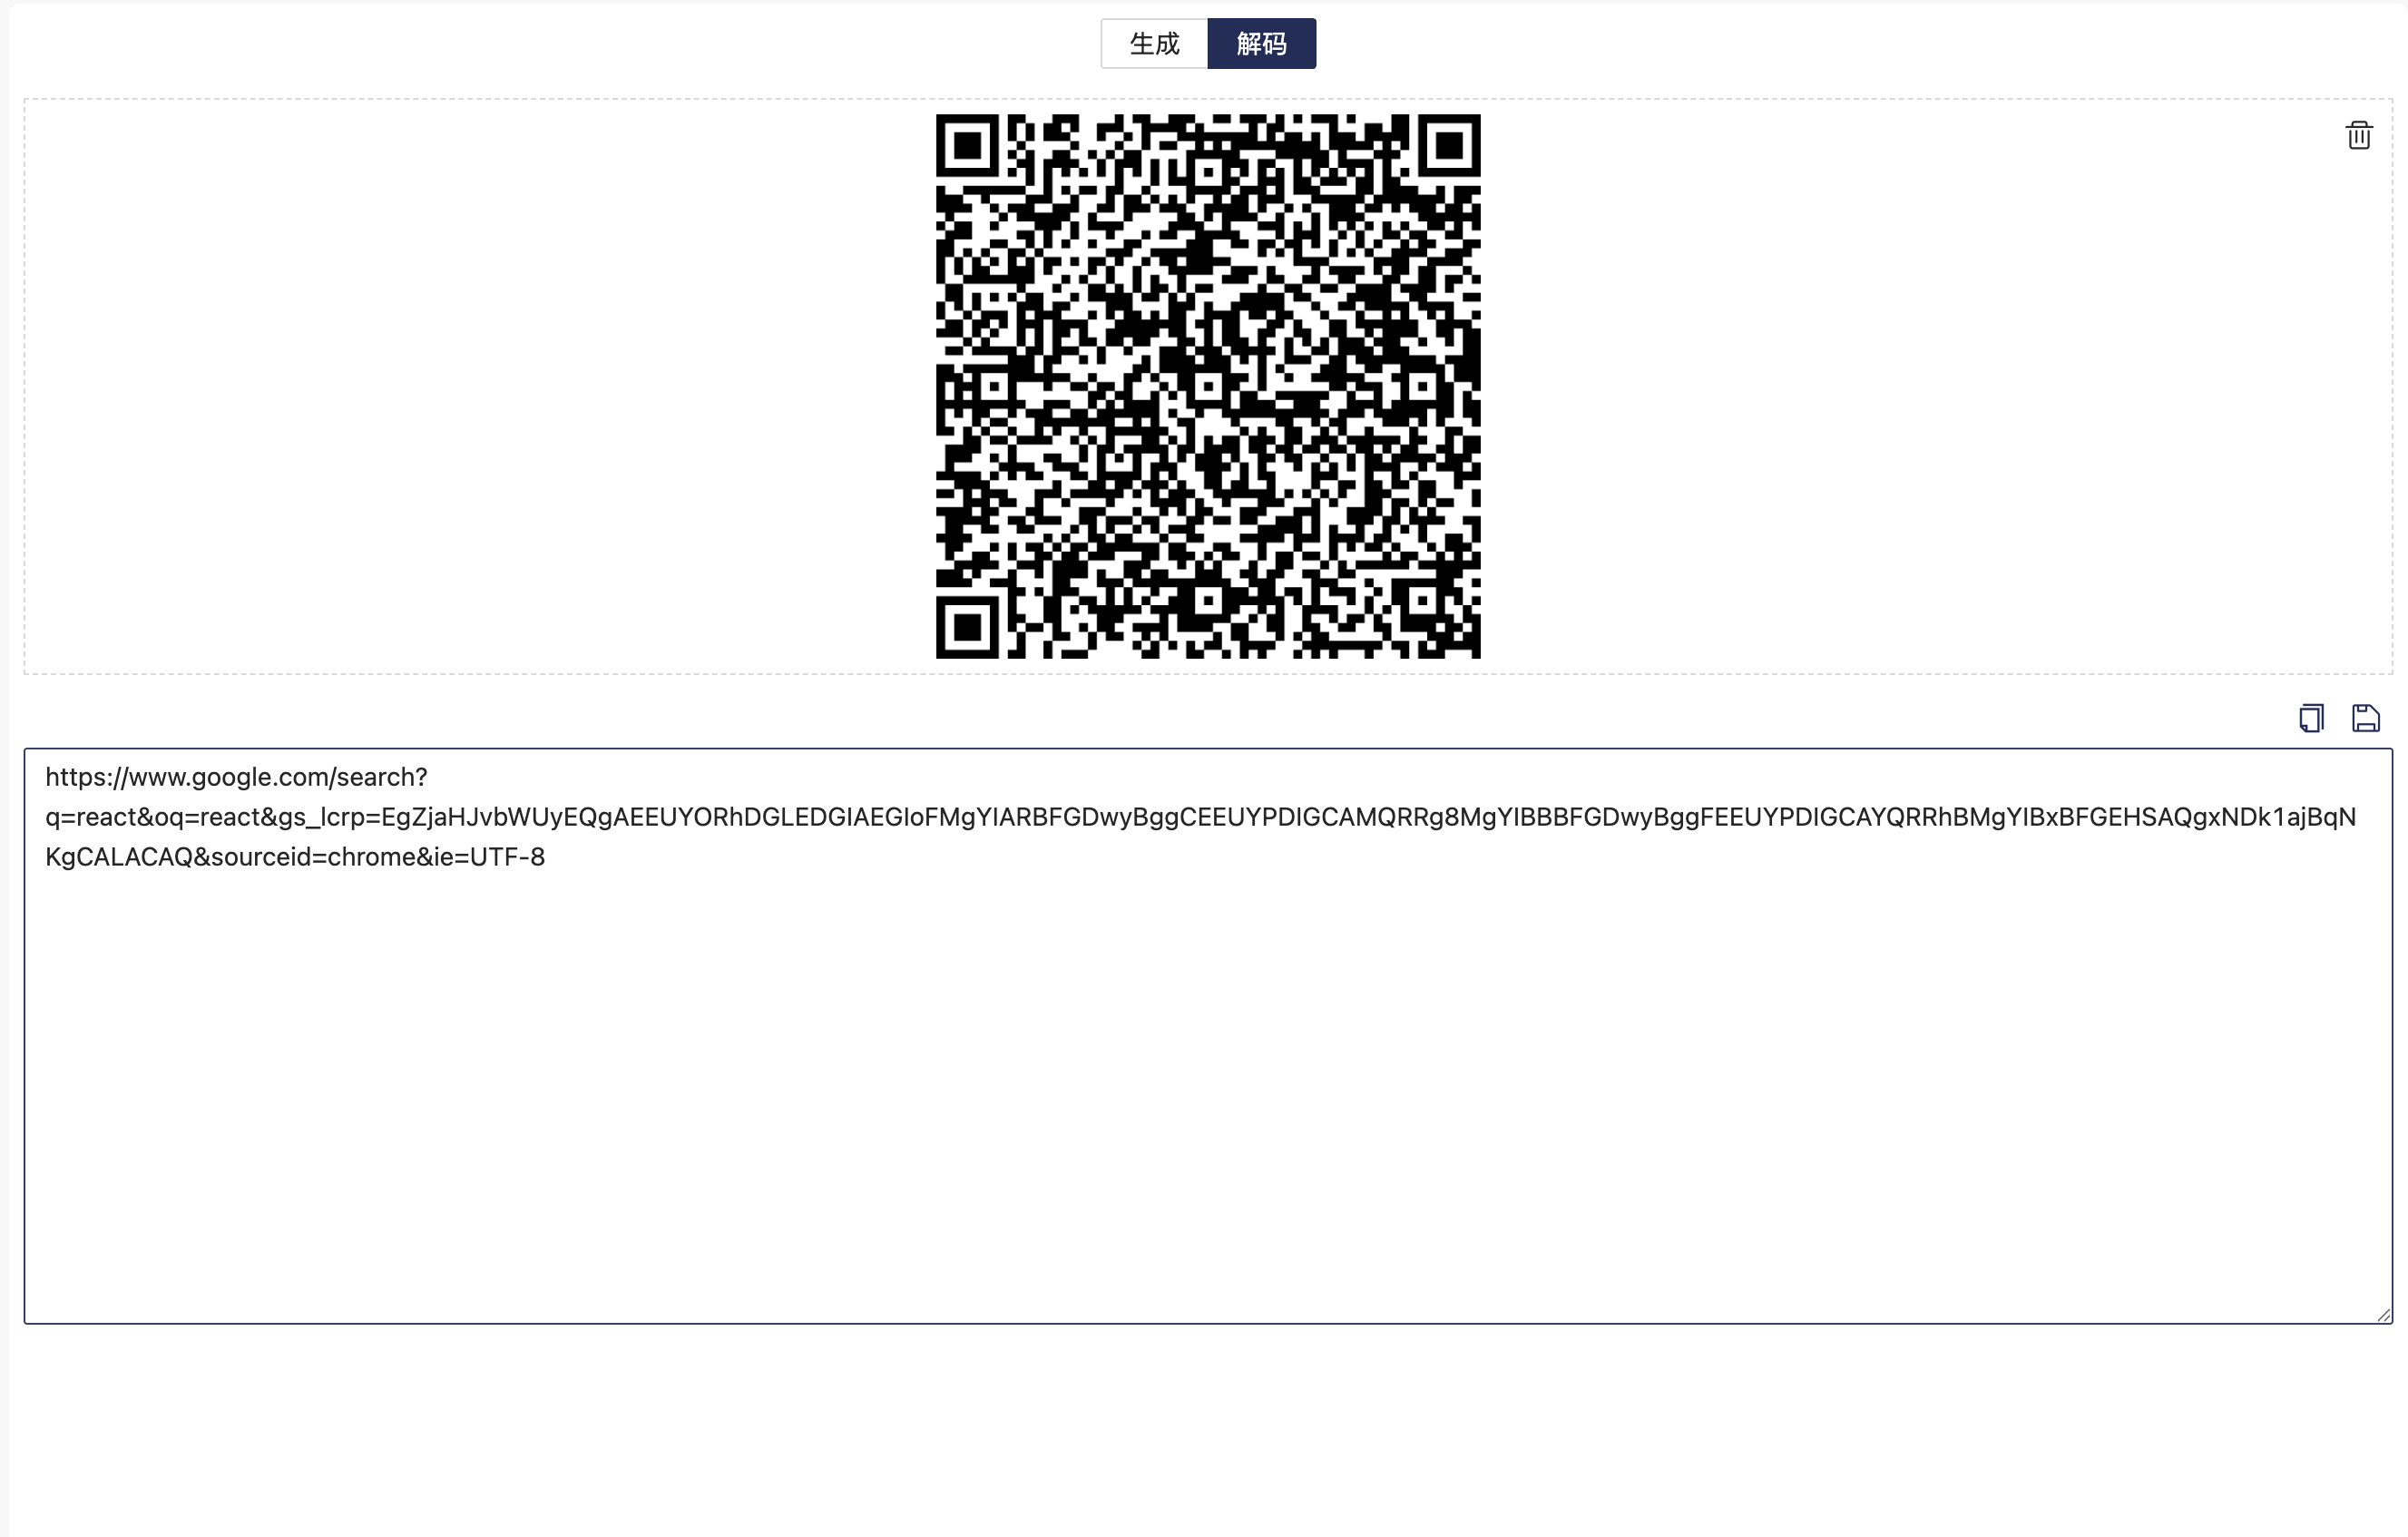 生成
解码
https://www.google.com/search?
q=react&oq=react&gs_lcrp=EgZjaHJvbWUyEQgAEEUYORhDGLEDGIAEGIoFMgYIARBFGDwyBggCEEUYPDIGCAMQRRg8MgYIBBBFGDwyBggFEEUYPDIGCAYQRRhBMgYIBxBFGEHSAQgxNDk1ajBqN
KgCALACAQ&sourceid=chrome&ie=UTF-8